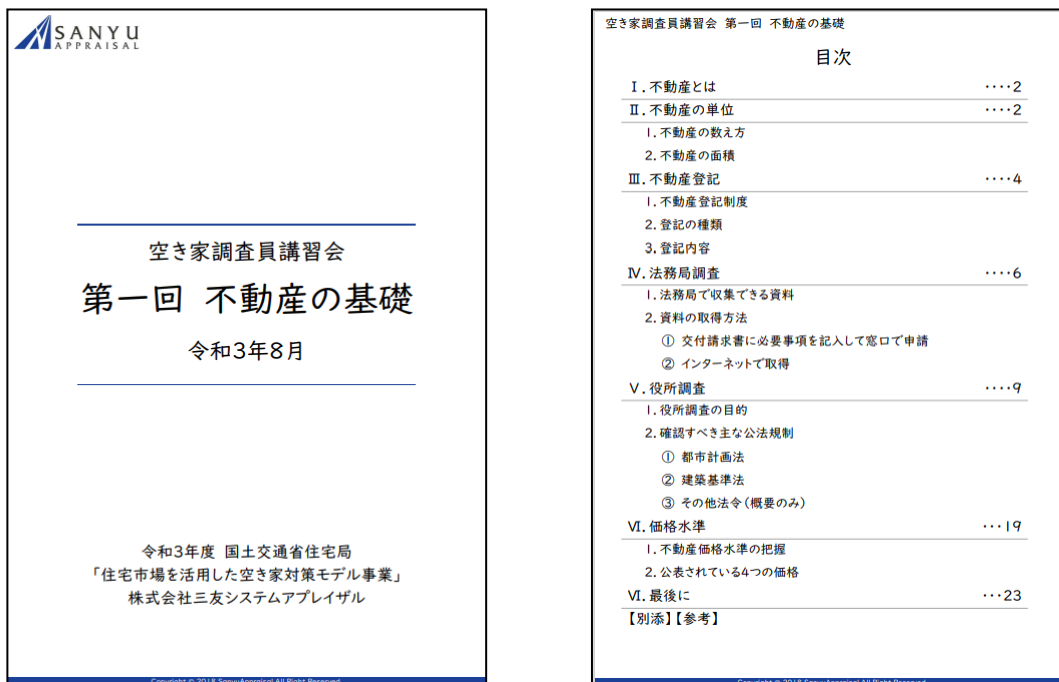 SANYU
APPRAISAL
空き家調査員講習会
第一回 不動産の基礎
令和3年8月
令和3年度 国土交通省住宅局
「住宅市場を活用した空き家対策モデル事業」
株式会社三友システムアプレイザル
Copyright © 2018 SanyuAppraisal All Right Reserved
空き家調査員講習会 第一回 不動産の基礎
目次
Ⅰ.不動産とは ････2
Ⅱ.不動産の単位 ････2
1.不動産の数え方
2.不動産の面積
Ⅲ.不動産登記 ････4
1.不動産登記制度
2.登記の種類
3.登記内容
Ⅳ.法務局調査 ････6
1.法務局で収集できる資料
2.資料の取得方法
① 交付請求書に必要事項を記入して窓口で申請
② インターネットで取得
Ⅴ.役所調査 ････9
1.役所調査の目的
2.確認すべき主な公法規制
① 都市計画法
② 建築基準法
③ その他法令(概要のみ)
Ⅵ.価格水準 ･･･19
1.不動産価格水準の把握
2.公表されている4つの価格
Ⅵ.最後に ･･･23
【別添】【参考】
Copyright © 2018 SanyuAppraisal All Right Reserved